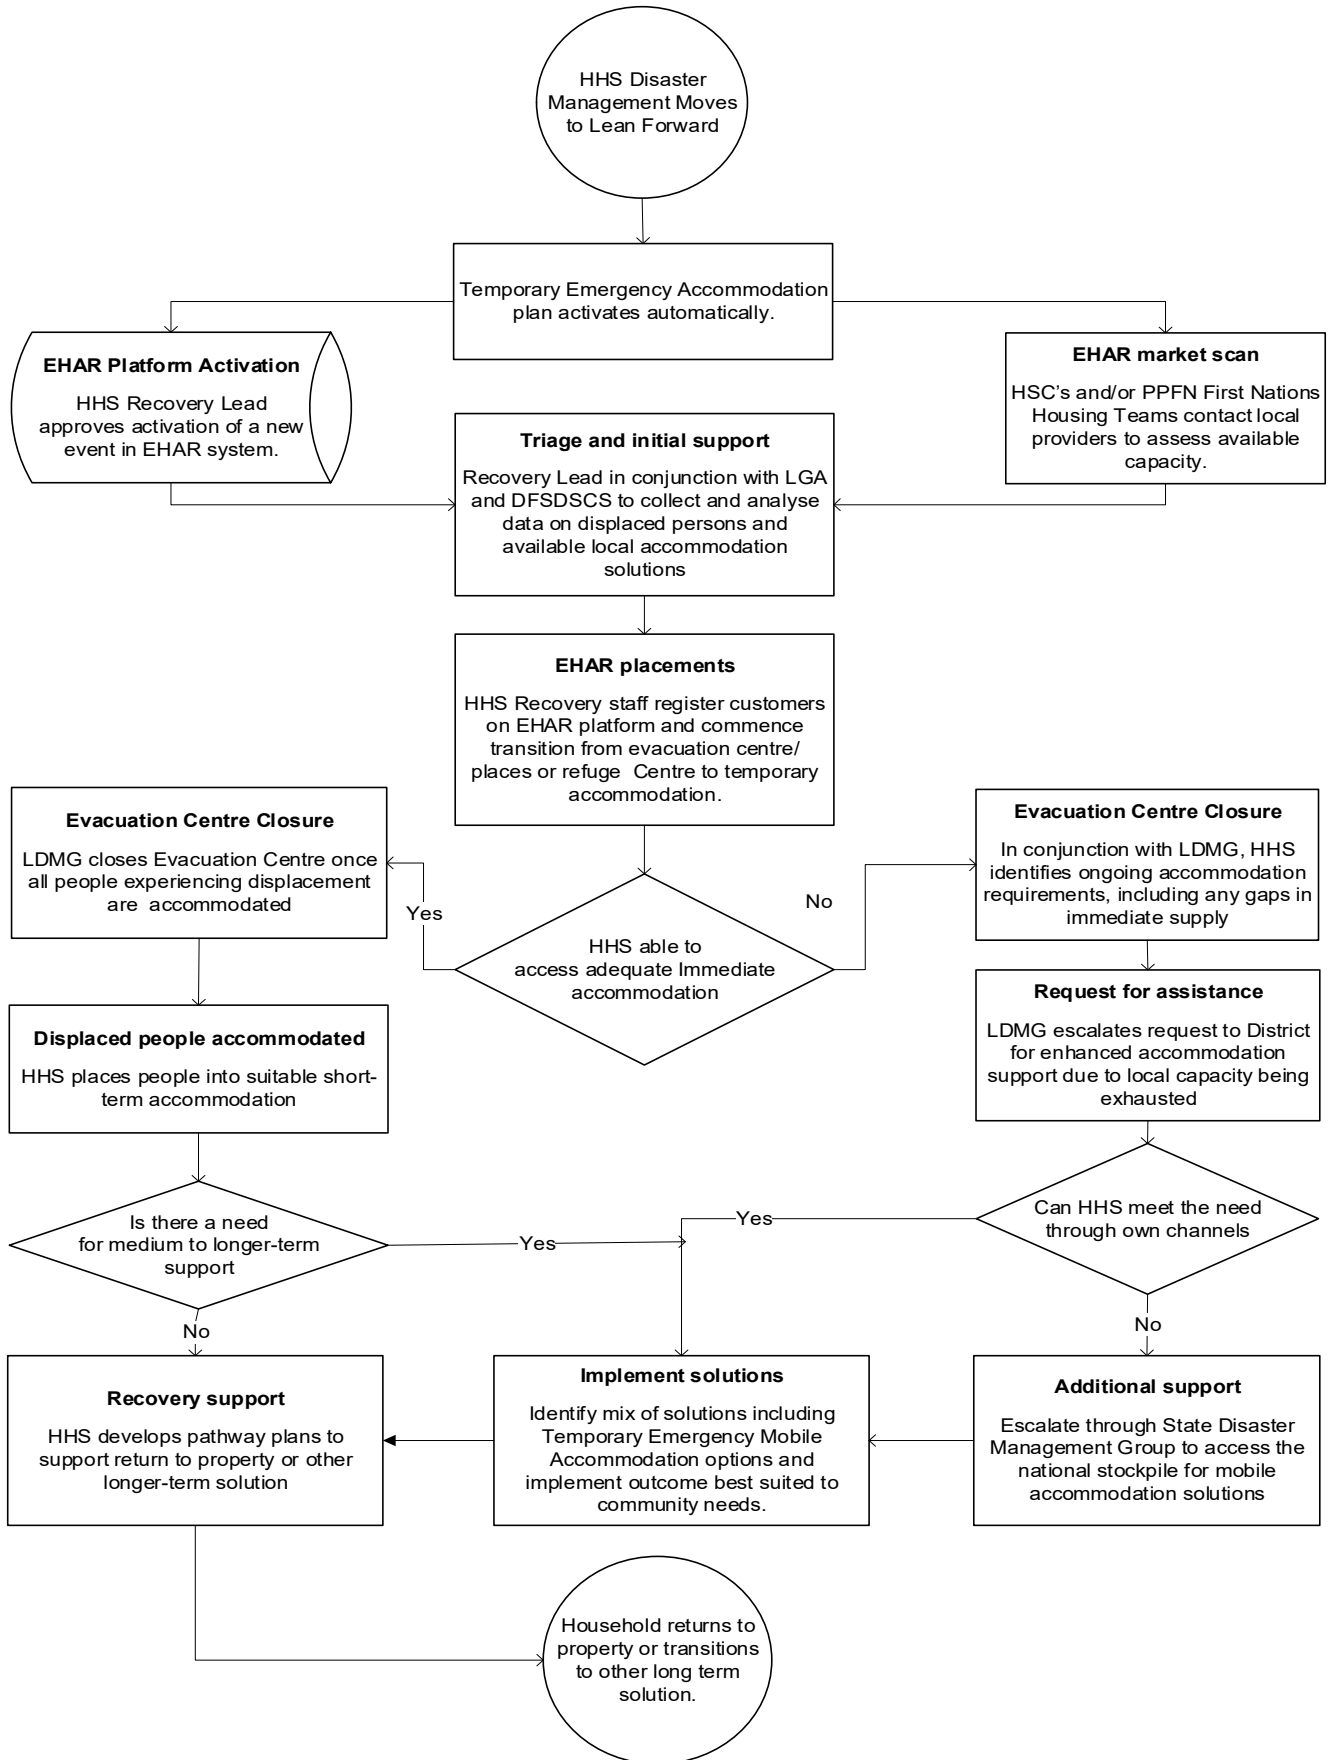 HHS Disaster
Management Moves
to Lean Forward
Temporary Emergency Accommodation
plan activates automatically.
EHAR Platform Activation
HHS Recovery Lead
approves activation of a new
event in EHAR system.
EHAR market scan
HSC's and/or PPFN First Nations
Housing Teams contact local
providers to assess available
capacity.
Triage and initial support
Recovery Lead in conjunction with LGA
and DFSDSCS to collect and analyse
data on displaced persons and
available local accommodation
solutions
EHAR placements
HHS Recovery staff register customers
on EHAR platform and commence
transition from evacuation centre/
places or refuge  Centre to temporary
accommodation.
Evacuation Centre Closure
LDMG closes Evacuation Centre once
all people experiencing displacement
are  accommodated
Yes
HHS able to
access adequate Immediate
accommodation
No
Evacuation Centre Closure
In conjunction with LDMG, HHS
identifies ongoing accommodation
requirements, including any gaps in
immediate supply
Displaced people accommodated
HHS places people into suitable short-
term accommodation
Request for assistance
LDMG escalates request to District
for enhanced accommodation
support due to local capacity being
exhausted
Is there a need
for medium to longer-term
support
Yes
Yes
Can HHS meet the need
through own channels
No
No
Recovery support
HHS develops pathway plans to
support return to property or other
longer-term solution
Implement solutions
Identify mix of solutions including
Temporary Emergency Mobile
Accommodation options and
implement outcome best suited to
community needs.
Additional support
Escalate through State Disaster
Management Group to access the
national stockpile for mobile
accommodation solutions
Household returns to
property or transitions
to other long term
solution.